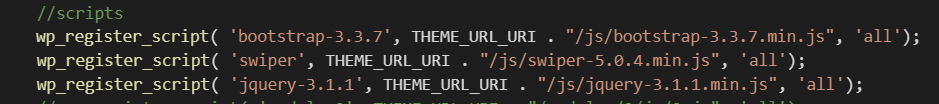 //scripts
wp_register_script( 'bootstrap-3.3.7', THEME_URL_URI . "/js/bootstrap-3.3.7.min.js", 'all');
wp_register_script( 'swiper', THEME_URL_URI . "/js/swiper-5.0.4.min.js", 'all');
wp_register_script( 'jquery-3.1.1', THEME_URL_URI . "/js/jquery-3.1.1.min.js", 'all');